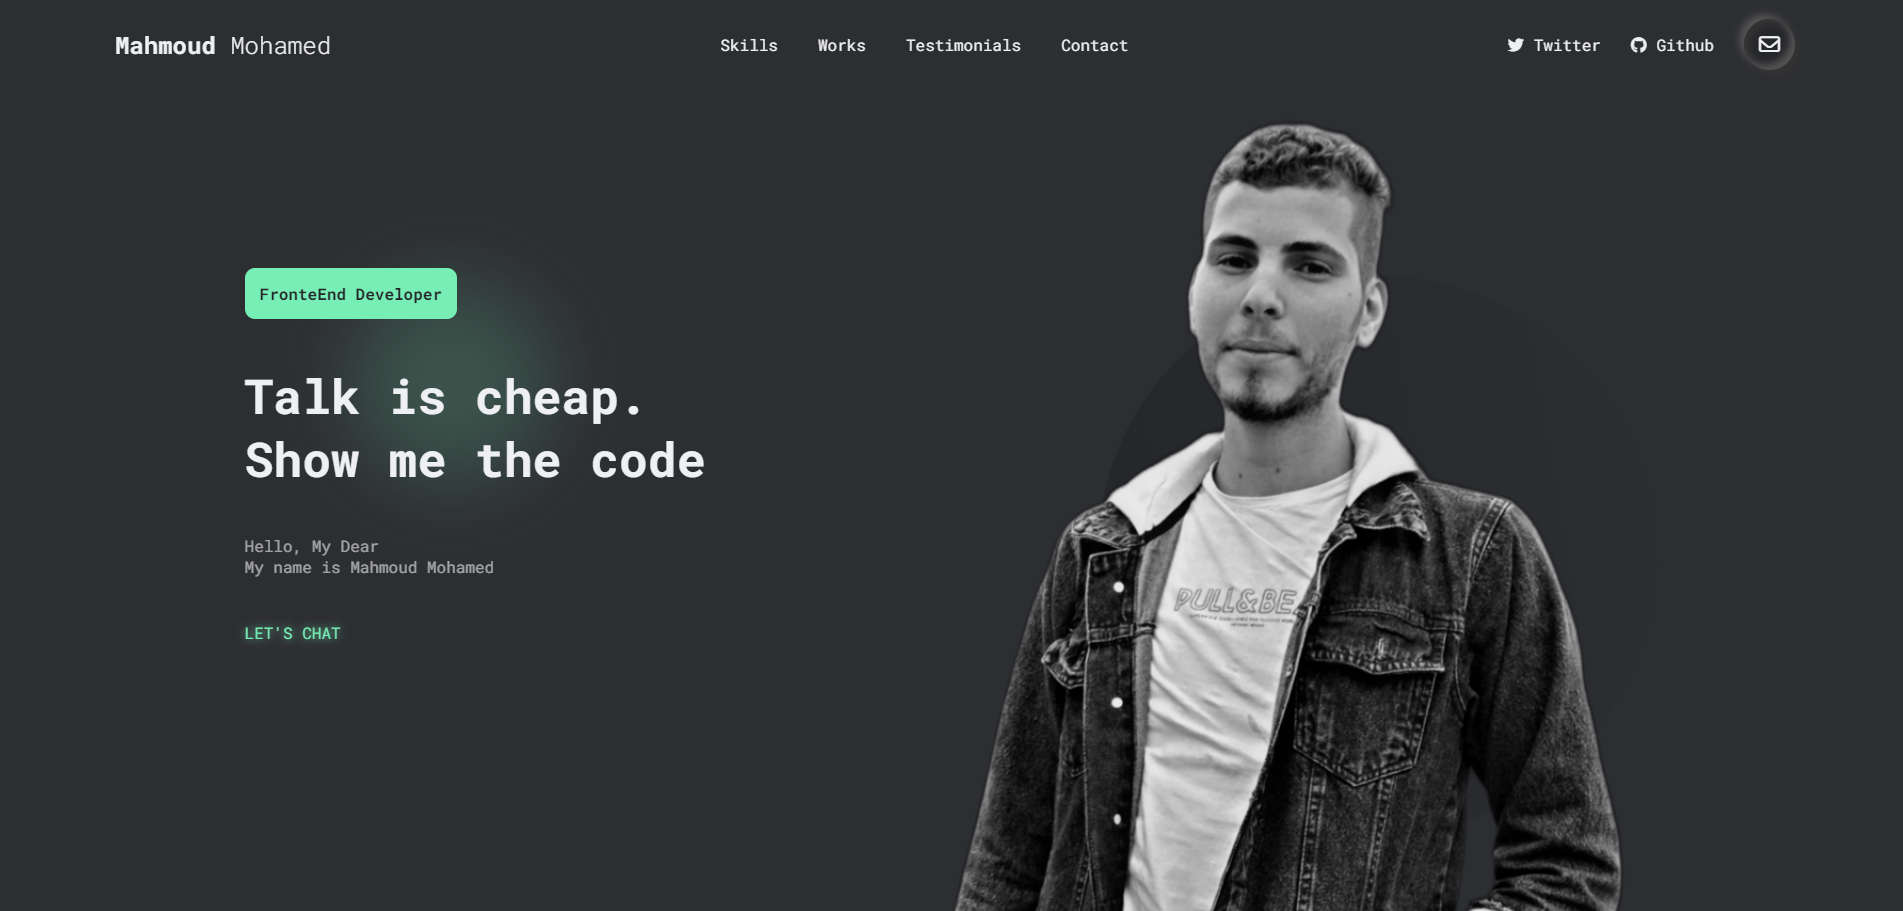 Mahmoud Mohamed
Skills
Works
Testimonials
Contact
Twitter
Github
FronteEnd Developer
Talk is cheap.
Show me the code
Hello, My Dear
My name is Mahmoud Mohamed
LET'S CHAT
PULL&BE